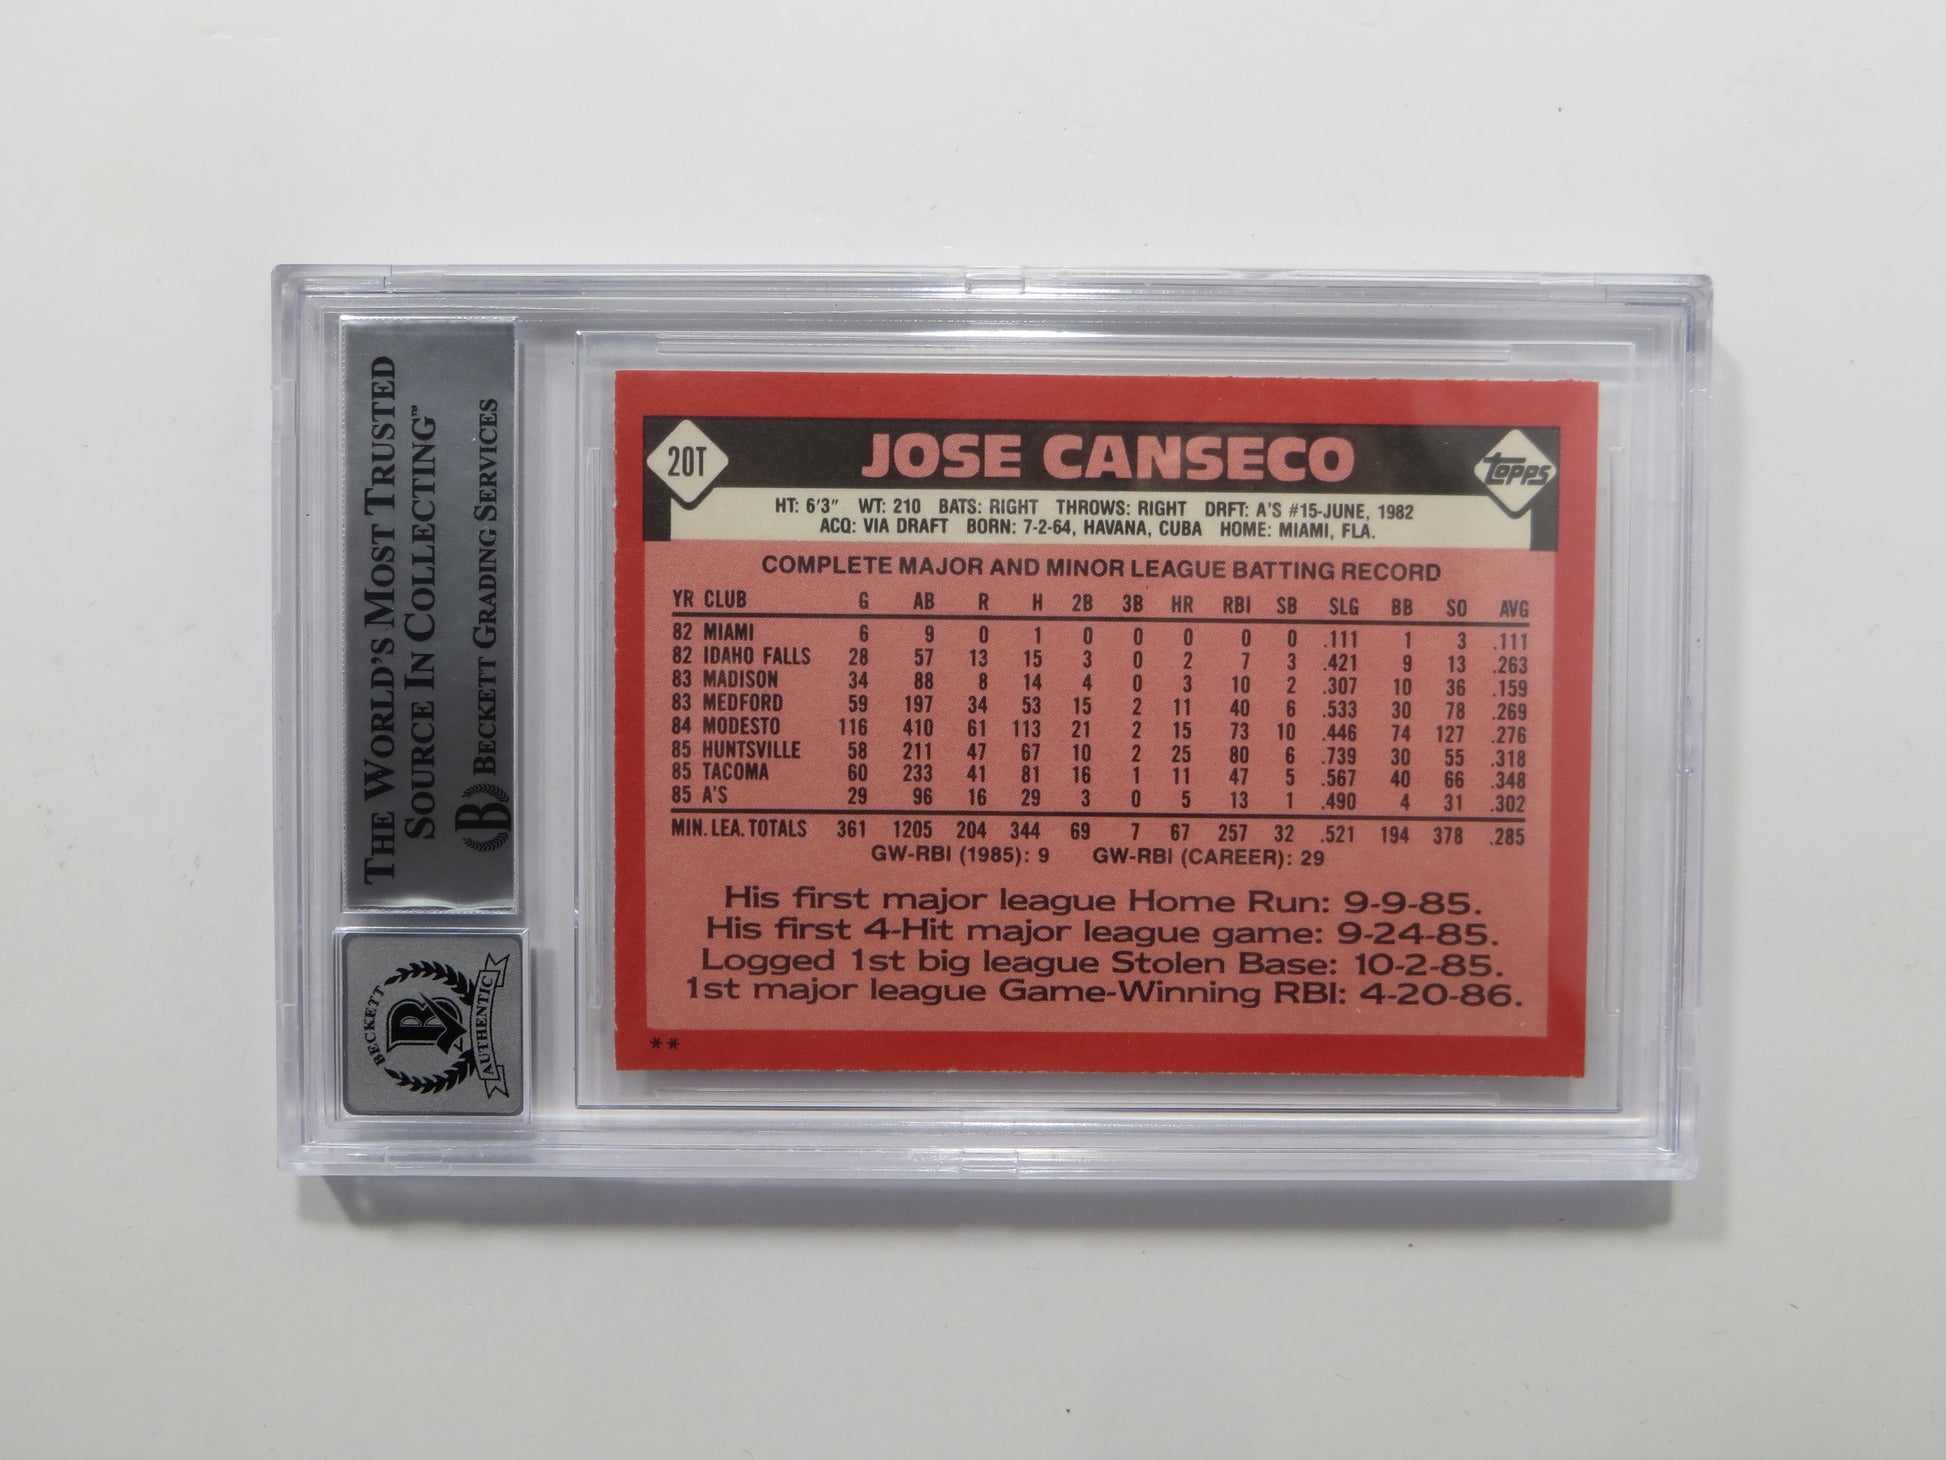 THE WORLD'S MOST TRUSTED
SOURCE IN COLLECTING™
BECKETT GRADING SERVICES
B
BECKETT
B
AUTHENTIC
20T JOSE CANSECO topps
HT: 6'3" WT: 210 BATS: RIGHT THROWS: RIGHT DRFT: A'S #15-JUNE, 1982
ACQ: VIA DRAFT BORN: 7-2-64, HAVANA, CUBA HOME: MIAMI, FLA.
COMPLETE MAJOR AND MINOR LEAGUE BATTING RECORD
YR CLUB G AB R H 2B 3B HR RBI SB SLG BB SO AVG
82 MIAMI 6 9 0 1 0 0 0 0 0 .111 1 3 .111
82 IDAHO FALLS 28 57 13 15 3 0 2 7 3 .421 9 13 .263
83 MADISON 34 88 8 14 4 0 3 10 2 .307 10 36 .159
83 MEDFORD 59 197 34 53 15 2 11 40 6 .533 30 78 .269
84 MODESTO 116 410 61 113 21 2 15 73 10 .446 74 127 .276
85 HUNTSVILLE 58 211 47 67 10 2 25 80 6 .739 30 55 .318
85 TACOMA 60 233 41 81 16 1 11 47 5 .567 40 66 .348
85 A'S 29 96 16 29 3 0 5 13 1 .490 4 31 .302
MIN. LEA. TOTALS 361 1205 204 344 69 7 67 257 32 .521 194 378 .285
GW-RBI (1985): 9 GW-RBI (CAREER): 29
His first major league Home Run: 9-9-85.
His first 4-Hit major league game: 9-24-85.
Logged 1st big league Stolen Base: 10-2-85.
1st major league Game-Winning RBI: 4-20-86.
**